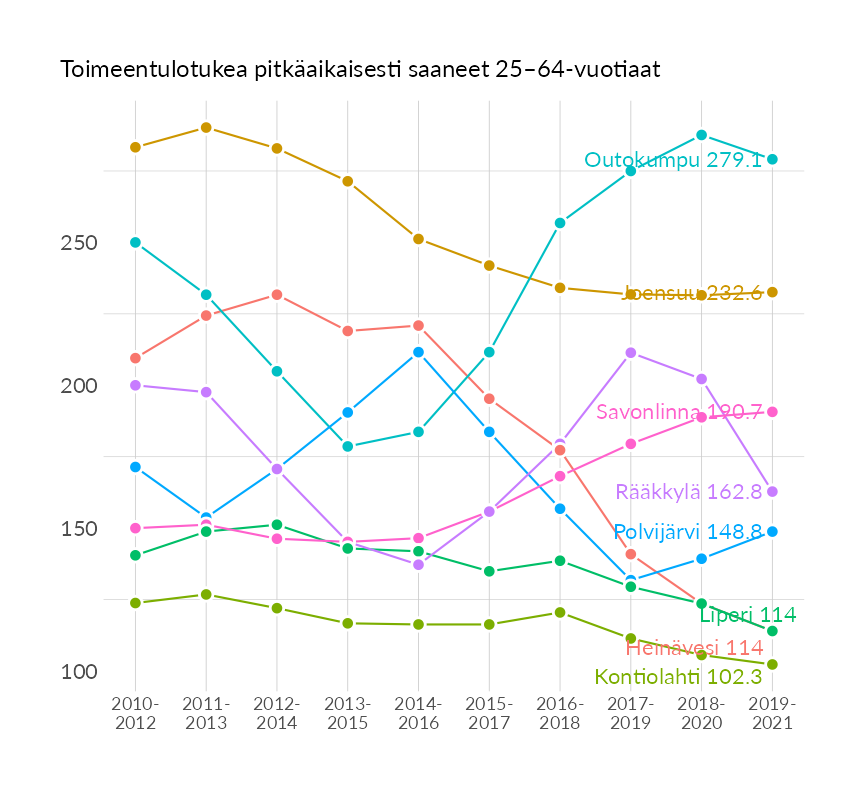 Toimeentulotukea pitkäaikaisesti saaneet 25–64-vuotiaat
Outokumpu 279.1
250
Joensuu 232.6
200
Savonlinna 190.7
Rääkkylä 162.8
150
Polvijärvi 148.8
Liperi 114
Heinävesi 114
100
Kontiolahti 102.3
2010-
2012
2011-
2013
2012-
2014
2013-
2015
2014-
2016
2015-
2017
2016-
2018
2017-
2019
2018-
2020
2019-
2021